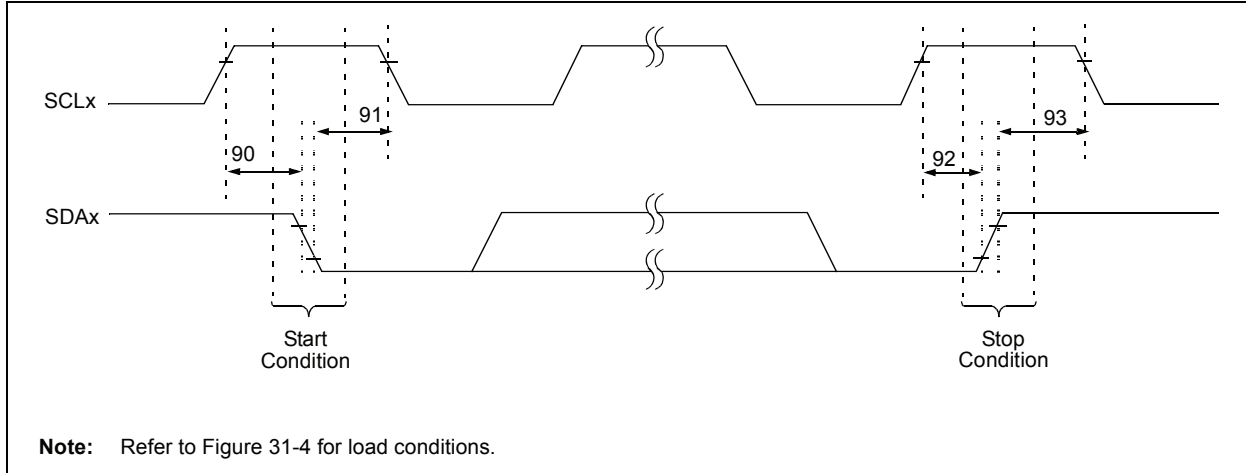 SCLx
91
93
90
92
SDAx
Start
Condition
Stop
Condition
Note: Refer to Figure 31-4 for load conditions.